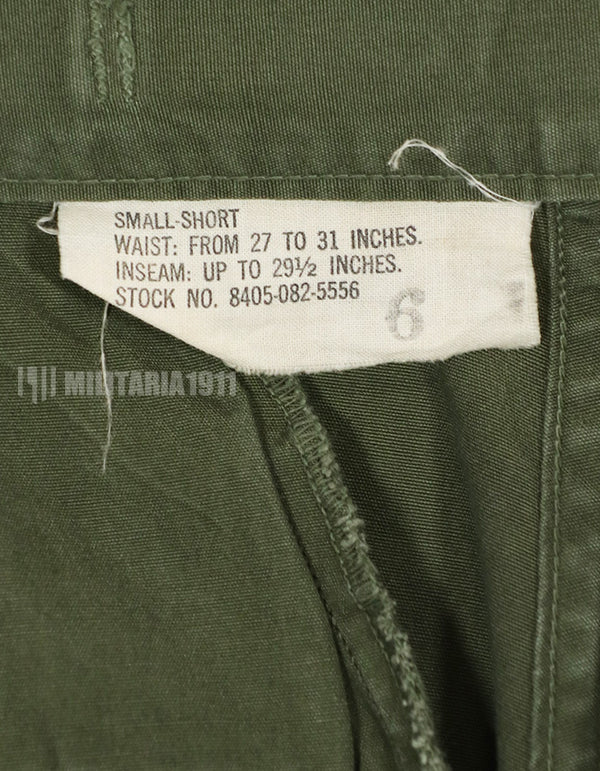 SMALL-SHORT
WAIST: FROM 27 TO 31 INCHES.
INSEAM: UP TO 29½ INCHES.
STOCK NO. 8405-082-5556
6
MILITARIA1911